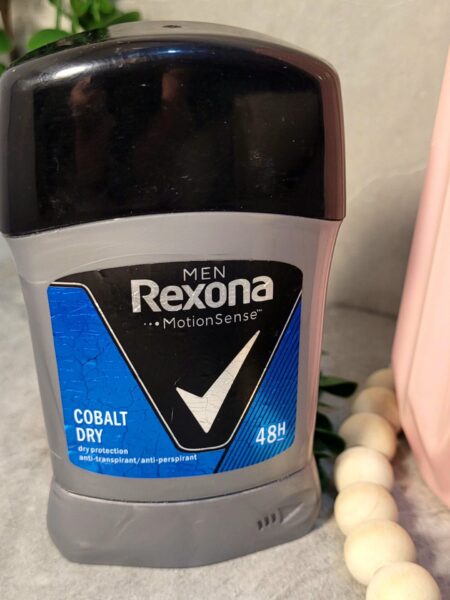 MEN
Rexona
MotionSense™
COBALT
DRY
48H
dry protection
anti-transpirant/anti-perspirant